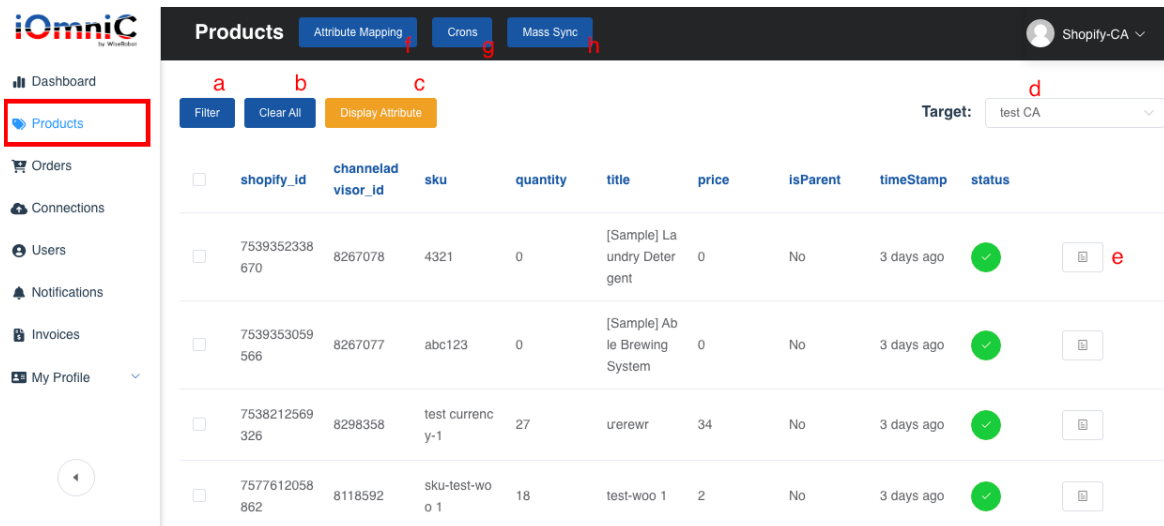 iOmniC
by WiseRobot
Products Attribute Mapping Crons Mass Sync Shopify-CA
f g h
Dashboard
Products
Orders
Connections
Users
Notifications
Invoices
My Profile
a b c d
Filter Clear All Display Attribute Target: test CA
shopify_id channelad sku quantity title price isParent timeStamp status
visor_id
[Sample] La
7539352338 8267078 4321 0 undry Deter 0 No 3 days ago e
670 gent
[Sample] Ab
7539353059 8267077 abc123 0 le Brewing 0 No 3 days ago
566 System
7538212569 8298358 test currenc 27 34 No 3 days ago
326 y-1
7577612058 8118592 sku-test-wo 18 test-woo 1 2 No 3 days ago
862 o 1